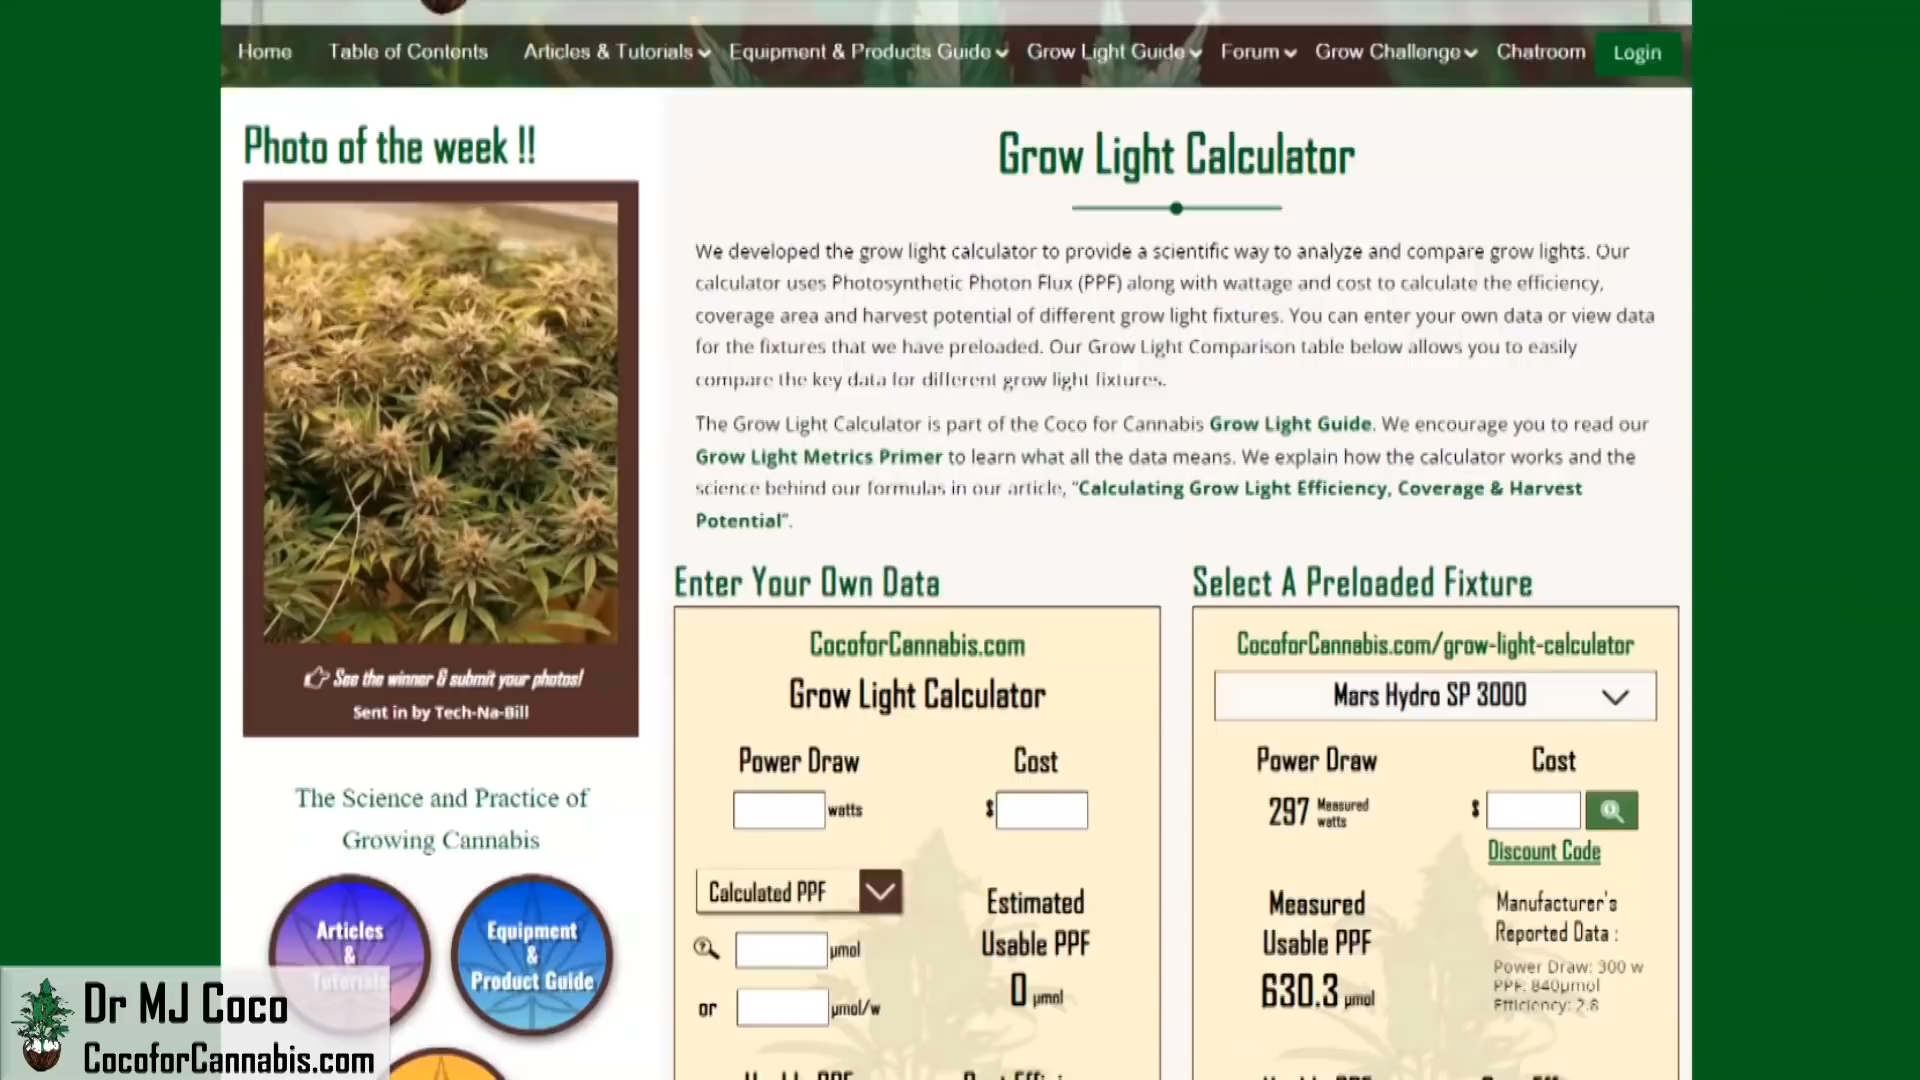 Home Table of Contents Articles & Tutorials Equipment & Products Guide Grow Light Guide Forum Grow Challenge Chatroom Login
Photo of the week !!
See the winner & submit your photos!
Sent in by Tech-Na-Bill
The Science and Practice of
Growing Cannabis
Articles
&
Tutorials
Equipment
&
Product Guide
Grow Light Calculator
We developed the grow light calculator to provide a scientific way to analyze and compare grow lights. Our
calculator uses Photosynthetic Photon Flux (PPF) along with wattage and cost to calculate the efficiency,
coverage area and harvest potential of different grow light fixtures. You can enter your own data or view data
for the fixtures that we have preloaded. Our Grow Light Comparison table below allows you to easily
compare the key data for different grow light fixtures.
The Grow Light Calculator is part of the Coco for Cannabis Grow Light Guide. We encourage you to read our
Grow Light Metrics Primer to learn what all the data means. We explain how the calculator works and the
science behind our formulas in our article, "Calculating Grow Light Efficiency, Coverage & Harvest
Potential".
Enter Your Own Data
CocoforCannabis.com
Grow Light Calculator
Power Draw Cost
watts $
Calculated PPF
µmol
or µmol/w
Estimated
Usable PPF
0 µmol
Select A Preloaded Fixture
CocoforCannabis.com/grow-light-calculator
Mars Hydro SP 3000
Power Draw Cost
297 Measured watts $
Discount Code
Measured
Usable PPF
630.3 µmol
Manufacturer's
Reported Data :
Power Draw: 300 w
PPF: 840µmol
Efficiency: 2.8
Dr MJ Coco
CocoforCannabis.com